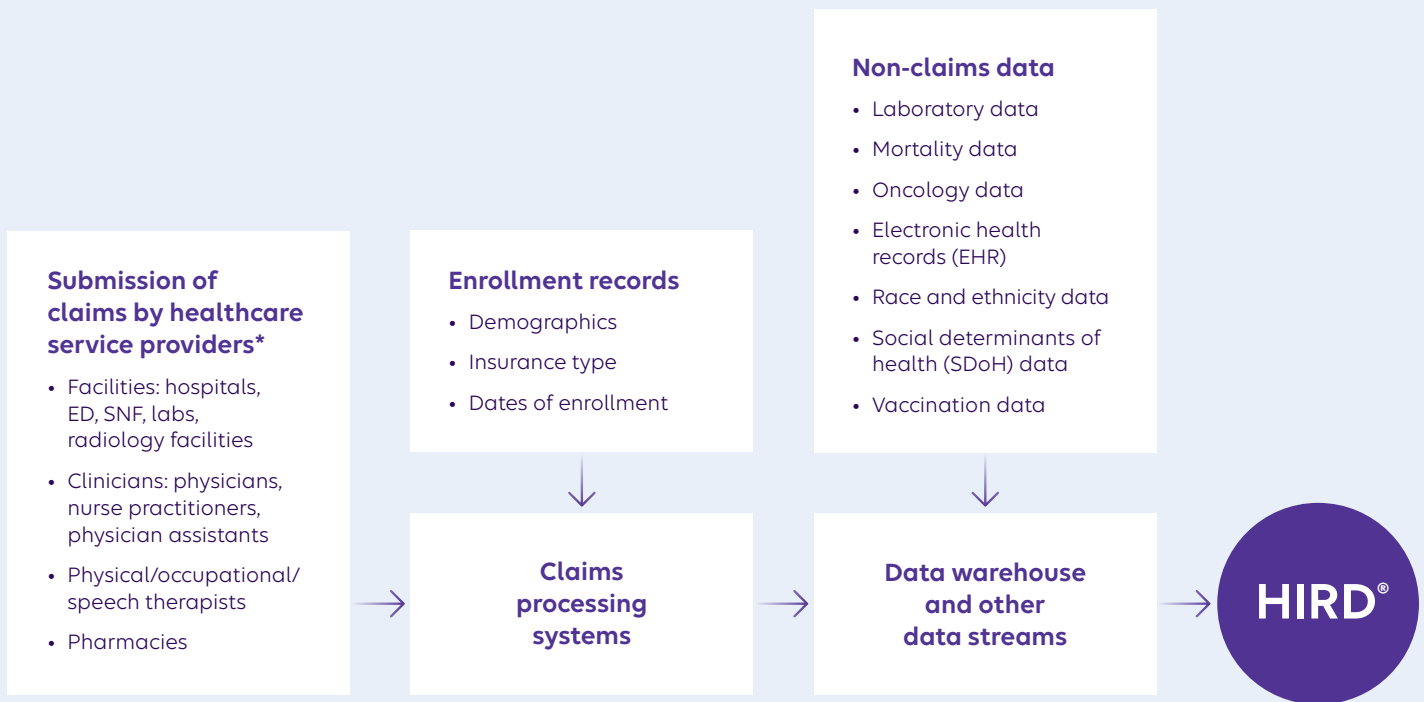 Submission of
claims by healthcare
service providers*
• Facilities: hospitals,
ED, SNF, labs,
radiology facilities
• Clinicians: physicians,
nurse practitioners,
physician assistants
• Physical/occupational/
speech therapists
• Pharmacies
Enrollment records
• Demographics
• Insurance type
• Dates of enrollment
Claims
processing
systems
Non-claims data
• Laboratory data
• Mortality data
• Oncology data
• Electronic health
records (EHR)
• Race and ethnicity data
• Social determinants of
health (SDoH) data
• Vaccination data
Data warehouse
and other
data streams
HIRD®